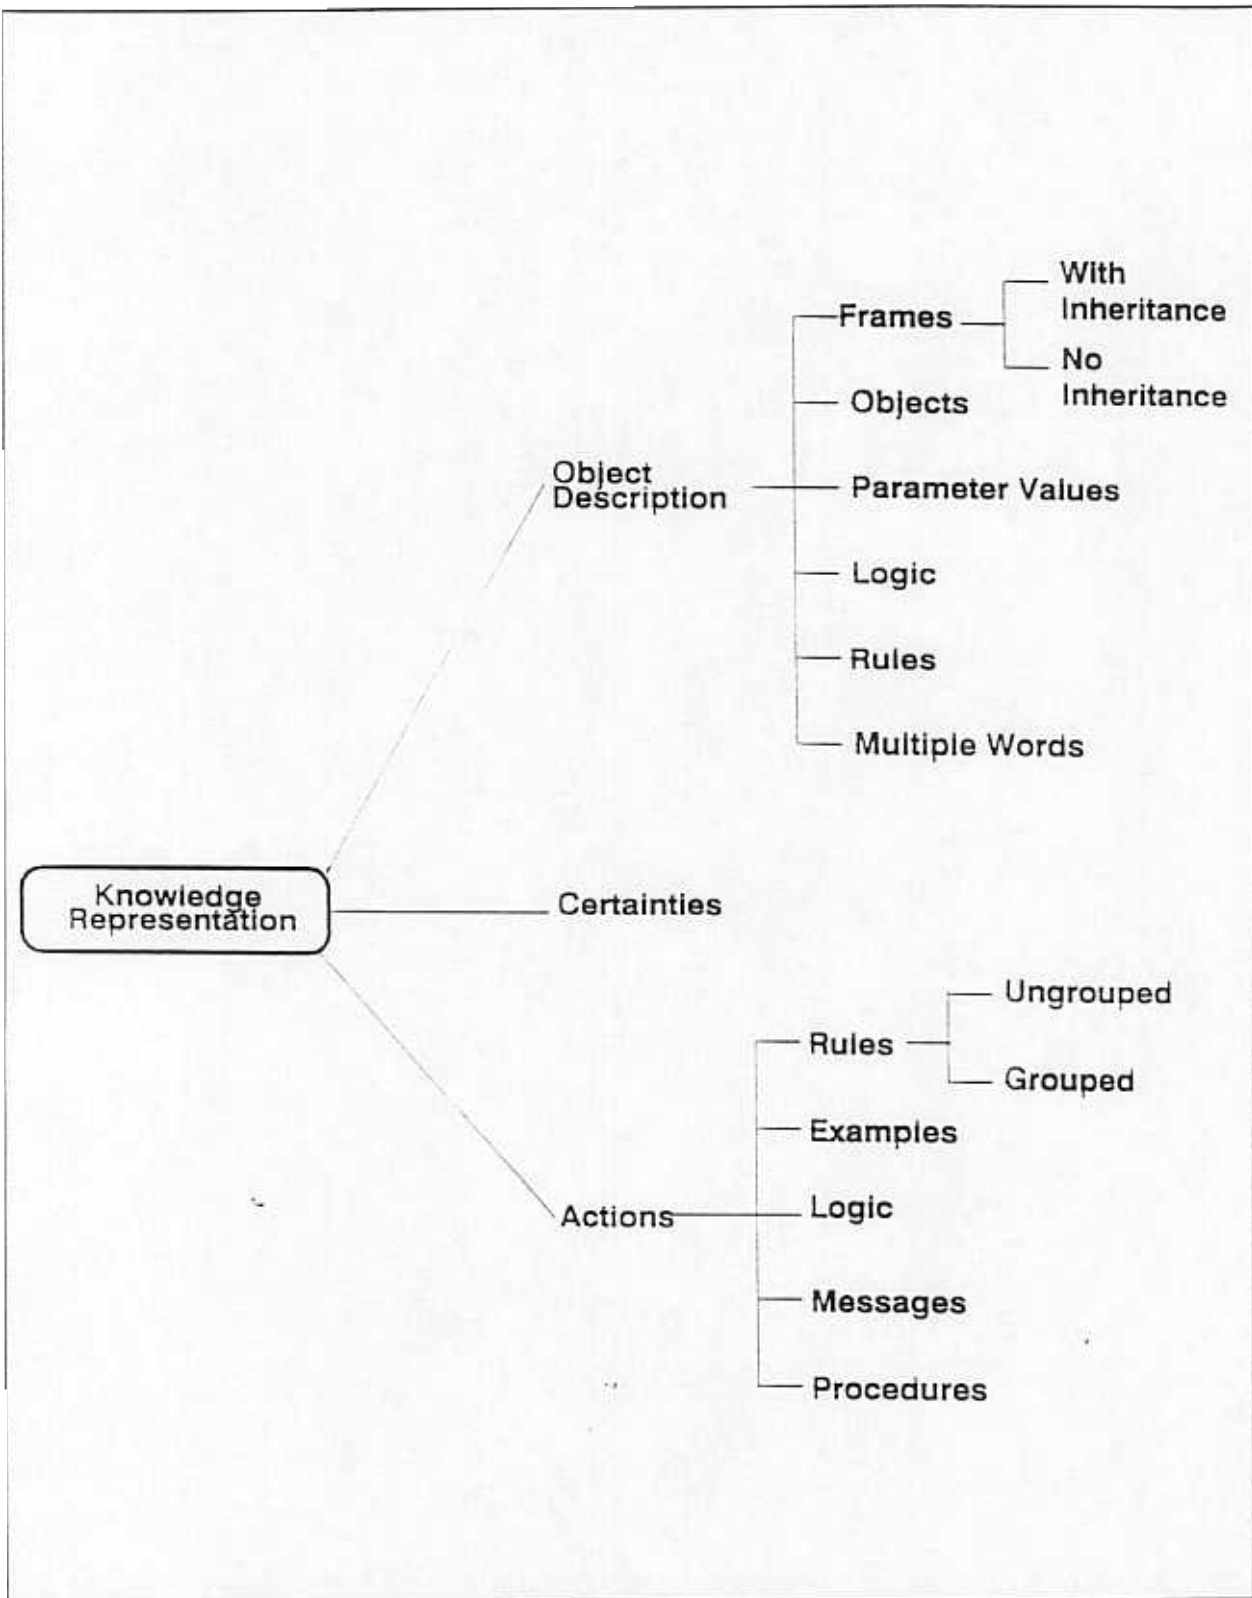 With
Inheritance
Frames
No
Inheritance
Objects
Object
Description
Parameter Values
Logic
Rules
Multiple Words
Knowledge
Representation
Certainties
Ungrouped
Rules
Grouped
Examples
Actions
Logic
Messages
Procedures